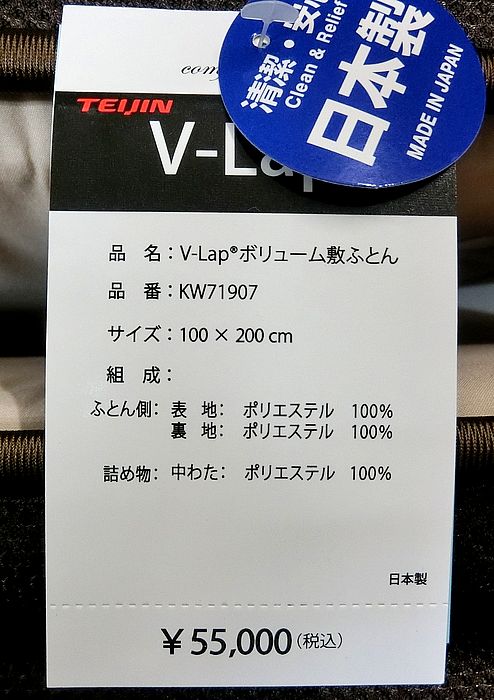 清潔・安心
Clean & Relief
日本製
MADE IN JAPAN
TEIJIN
V-Lap
品 名：V-Lap®ボリューム敷ふとん
品 番：KW71907
サイズ：100 × 200 cm
組 成：
ふとん側： 表 地： ポリエステル 100%
裏 地： ポリエステル 100%
詰め物： 中わた： ポリエステル 100%
日本製
￥55,000（税込）